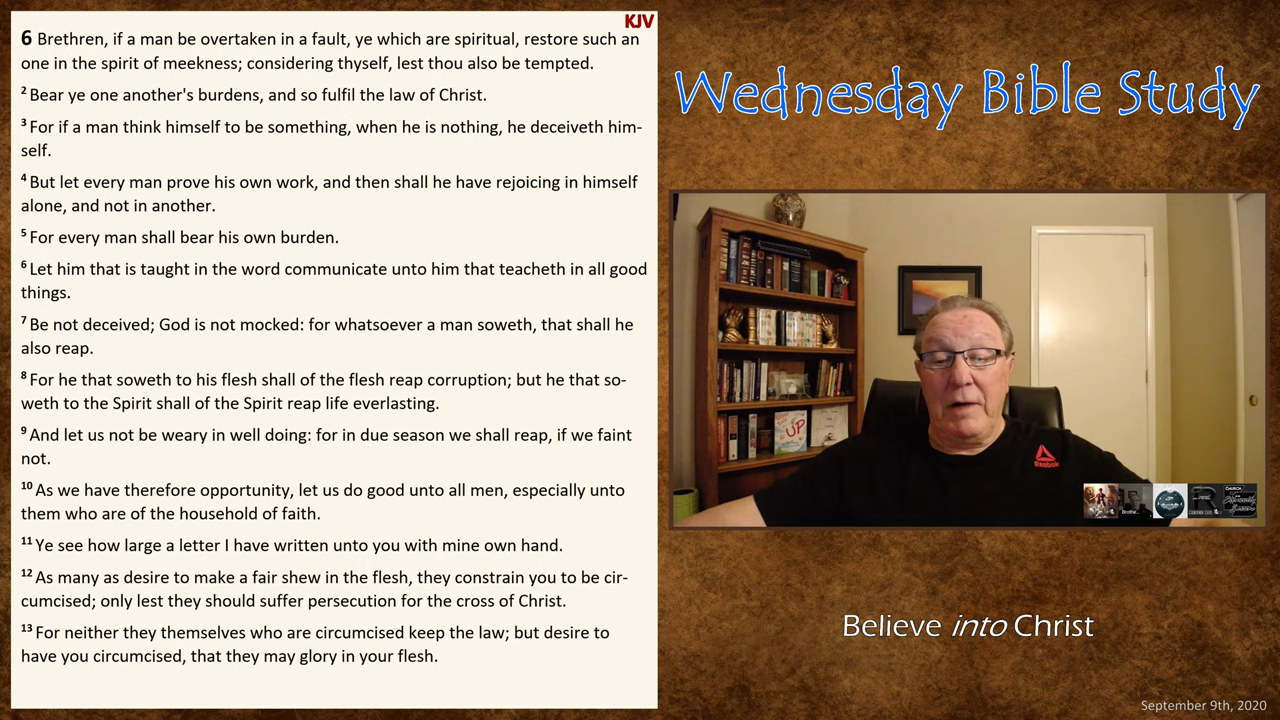 KJV
6 Brethren, if a man be overtaken in a fault, ye which are spiritual, restore such an
one in the spirit of meekness; considering thyself, lest thou also be tempted.
2 Bear ye one another's burdens, and so fulfil the law of Christ.
3 For if a man think himself to be something, when he is nothing, he deceiveth him-
self.
4 But let every man prove his own work, and then shall he have rejoicing in himself
alone, and not in another.
5 For every man shall bear his own burden.
6 Let him that is taught in the word communicate unto him that teacheth in all good
things.
7 Be not deceived; God is not mocked: for whatsoever a man soweth, that shall he
also reap.
8 For he that soweth to his flesh shall of the flesh reap corruption; but he that so-
weth to the Spirit shall of the Spirit reap life everlasting.
9 And let us not be weary in well doing: for in due season we shall reap, if we faint
not.
10 As we have therefore opportunity, let us do good unto all men, especially unto
them who are of the household of faith.
11 Ye see how large a letter I have written unto you with mine own hand.
12 As many as desire to make a fair shew in the flesh, they constrain you to be cir-
cumcised; only lest they should suffer persecution for the cross of Christ.
13 For neither they themselves who are circumcised keep the law; but desire to
have you circumcised, that they may glory in your flesh.
Wednesday Bible Study
UP
Reebok
Brothe...
Believe into Christ
September 9th, 2020